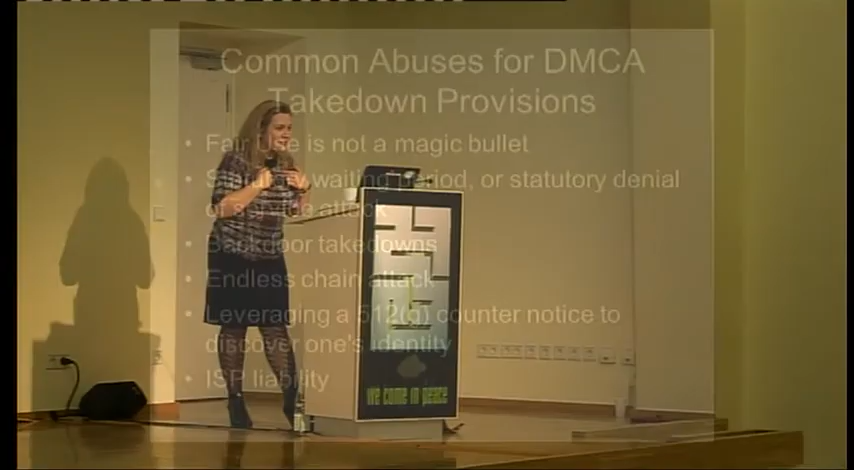 Common Abuses for DMCA
Takedown Provisions
• Fair Use is not a magic bullet
• Statutory waiting period, or statutory denial
of service attack
• Backdoor takedowns
• Endless chain attack
• Leveraging a 512(g) counter notice to
discover one's identity
• ISP liability
we come in peace